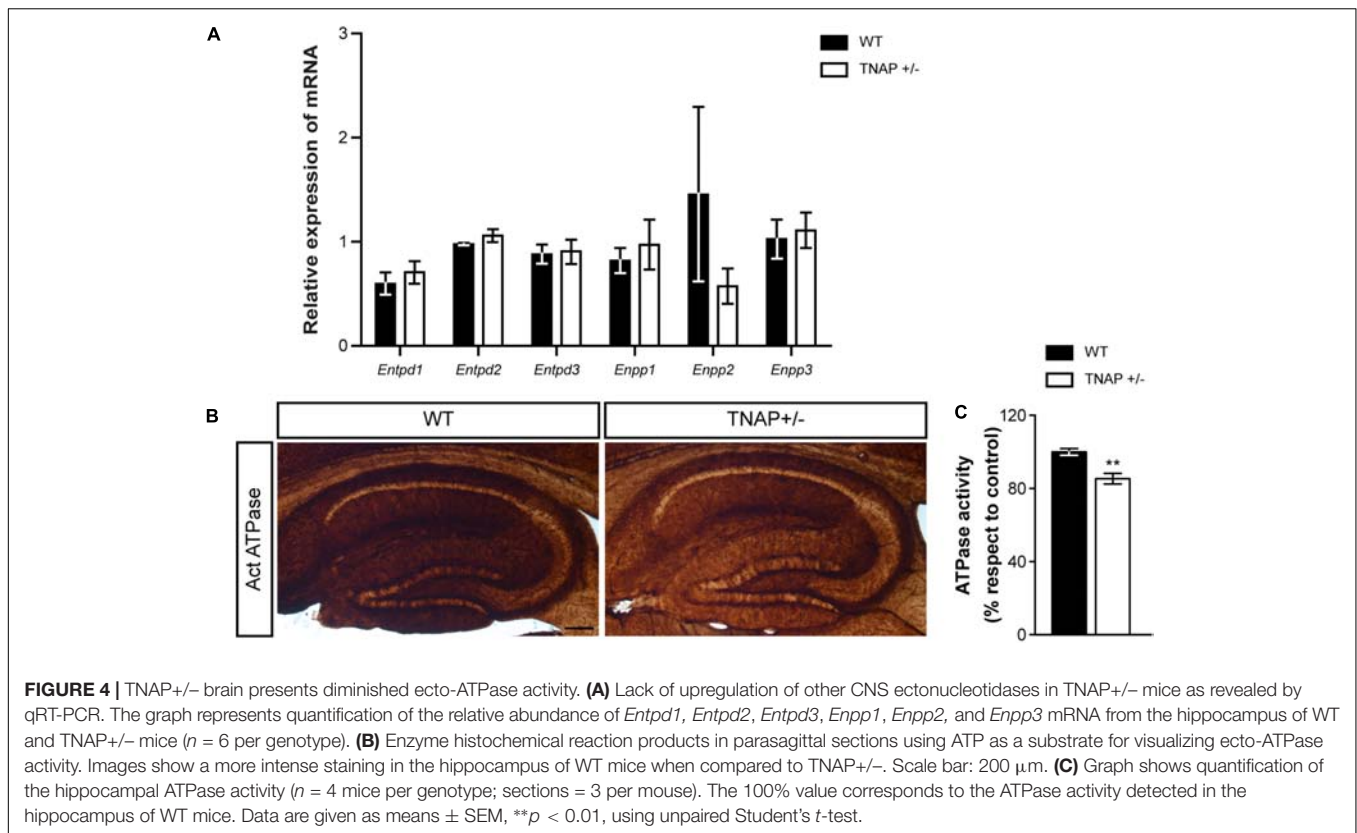 A
3
2
1
0
Relative expression of mRNA
WT
TNAP +/-
Entpd1 Entpd2 Entpd3 Enpp1 Enpp2 Enpp3
B
WT
TNAP+/-
Act ATPase
C
WT
TNAP +/-
120
80
40
0
ATPase activity
(% respect to control)
**
FIGURE 4 | TNAP+/– brain presents diminished ecto-ATPase activity. (A) Lack of upregulation of other CNS ectonucleotidases in TNAP+/– mice as revealed by
qRT-PCR. The graph represents quantification of the relative abundance of Entpd1, Entpd2, Entpd3, Enpp1, Enpp2, and Enpp3 mRNA from the hippocampus of WT
and TNAP+/– mice (n = 6 per genotype). (B) Enzyme histochemical reaction products in parasagittal sections using ATP as a substrate for visualizing ecto-ATPase
activity. Images show a more intense staining in the hippocampus of WT mice when compared to TNAP+/–. Scale bar: 200 μm. (C) Graph shows quantification of
the hippocampal ATPase activity (n = 4 mice per genotype; sections = 3 per mouse). The 100% value corresponds to the ATPase activity detected in the
hippocampus of WT mice. Data are given as means ± SEM, **p < 0.01, using unpaired Student's t-test.